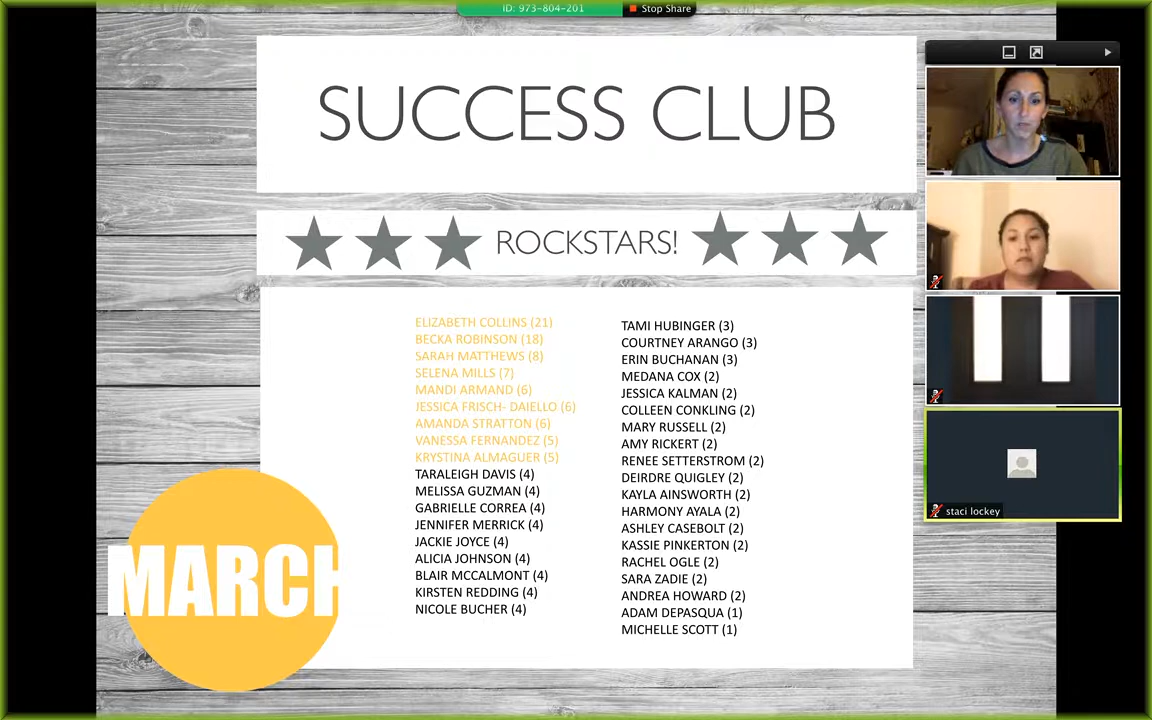 ID: 973-804-201 Stop Share
SUCCESS CLUB
ROCKSTARS!
ELIZABETH COLLINS (21)
BECKA ROBINSON (18)
SARAH MATTHEWS (8)
SELENA MILLS (7)
MANDI ARMAND (6)
JESSICA FRISCH- DAIELLO (6)
AMANDA STRATTON (6)
VANESSA FERNANDEZ (5)
KRYSTINA ALMAGUER (5)
TARALEIGH DAVIS (4)
MELISSA GUZMAN (4)
GABRIELLE CORREA (4)
JENNIFER MERRICK (4)
JACKIE JOYCE (4)
ALICIA JOHNSON (4)
BLAIR MCCALMONT (4)
KIRSTEN REDDING (4)
NICOLE BUCHER (4)
TAMI HUBINGER (3)
COURTNEY ARANGO (3)
ERIN BUCHANAN (3)
MEDANA COX (2)
JESSICA KALMAN (2)
COLLEEN CONKLING (2)
MARY RUSSELL (2)
AMY RICKERT (2)
RENEE SETTERSTROM (2)
DEIRDRE QUIGLEY (2)
KAYLA AINSWORTH (2)
HARMONY AYALA (2)
ASHLEY CASEBOLT (2)
KASSIE PINKERTON (2)
RACHEL OGLE (2)
SARA ZADIE (2)
ANDREA HOWARD (2)
ADAM DEPASQUA (1)
MICHELLE SCOTT (1)
MARCH
staci lockey